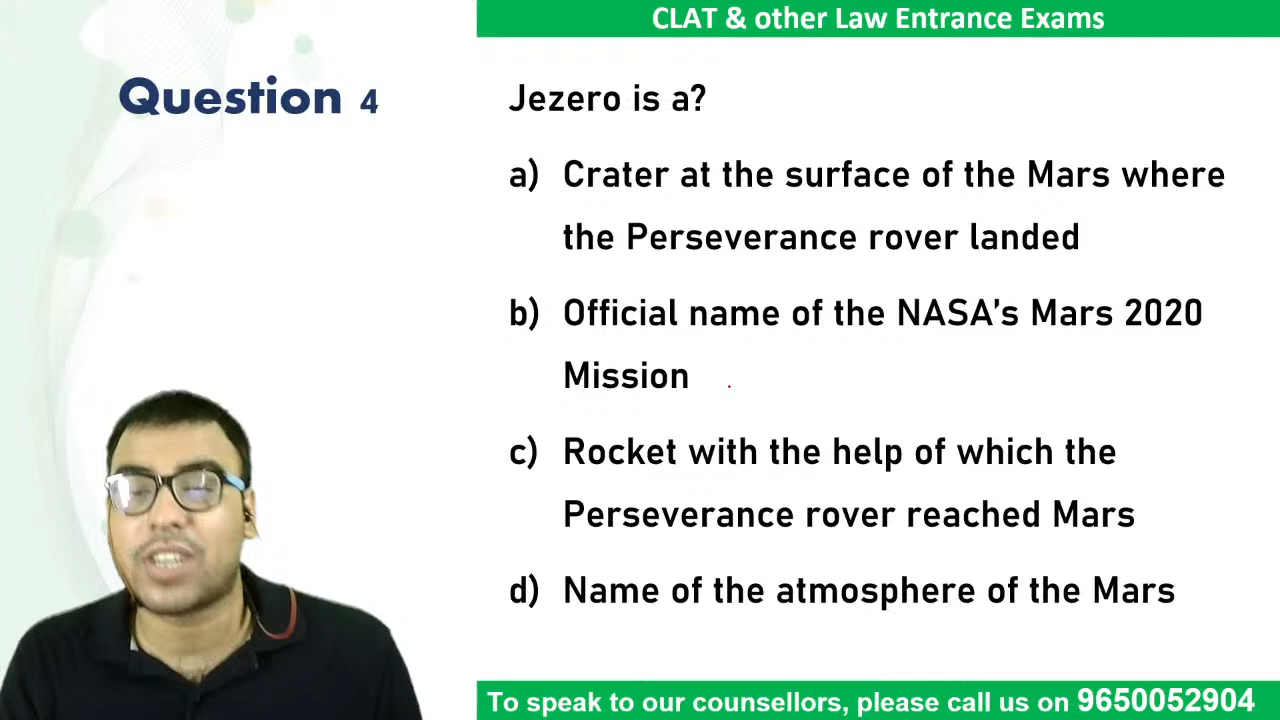 CLAT & other Law Entrance Exams
Question 4
Jezero is a?
a) Crater at the surface of the Mars where
the Perseverance rover landed
b) Official name of the NASA's Mars 2020
Mission
c) Rocket with the help of which the
Perseverance rover reached Mars
d) Name of the atmosphere of the Mars
To speak to our counsellors, please call us on 9650052904